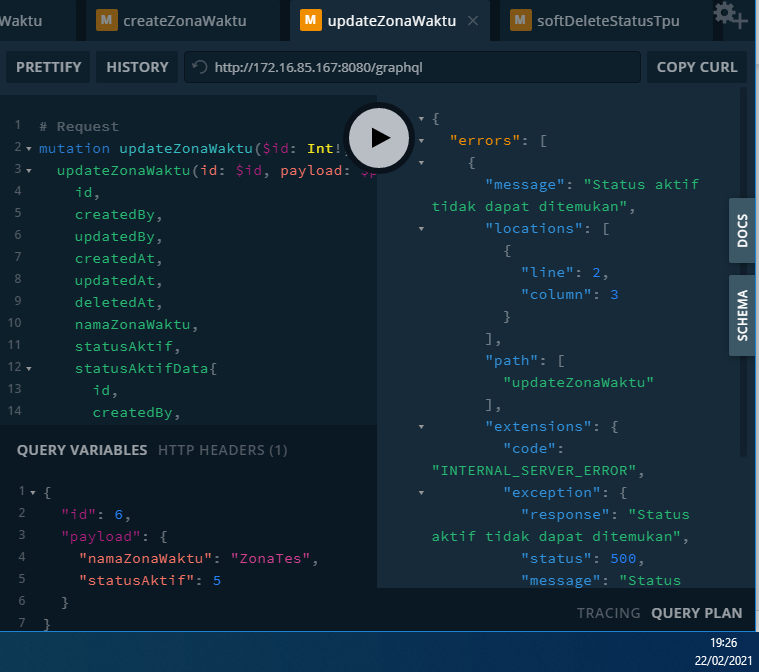 Waktu
M createZonaWaktu
M updateZonaWaktu ×
M softDeleteStatusTpu
PRETTIFY
HISTORY
http://172.16.85.167:8080/graphql
COPY CURL
1 # Request
2 mutation updateZonaWaktu($id: Int!,
3 updateZonaWaktu(id: $id, payload: $p
4 id,
5 createdBy,
6 updatedBy,
7 createdAt,
8 updatedAt,
9 deletedAt,
10 namaZonaWaktu,
11 statusAktif,
12 statusAktifData{
13 id,
14 createdBy,
QUERY VARIABLES HTTP HEADERS (1)
1 {
2 "id": 6,
3 "payload": {
4 "namaZonaWaktu": "ZonaTes",
5 "statusAktif": 5
6 }
7 }
{
"errors": [
{
"message": "Status aktif
tidak dapat ditemukan",
"locations": [
{
"line": 2,
"column": 3
}
],
"path": [
"updateZonaWaktu"
],
"extensions": {
"code":
"INTERNAL_SERVER_ERROR",
"exception": {
"response": "Status
aktif tidak dapat ditemukan",
"status": 500,
"message": "Status
DOCS
SCHEMA
TRACING QUERY PLAN
19:26
22/02/2021